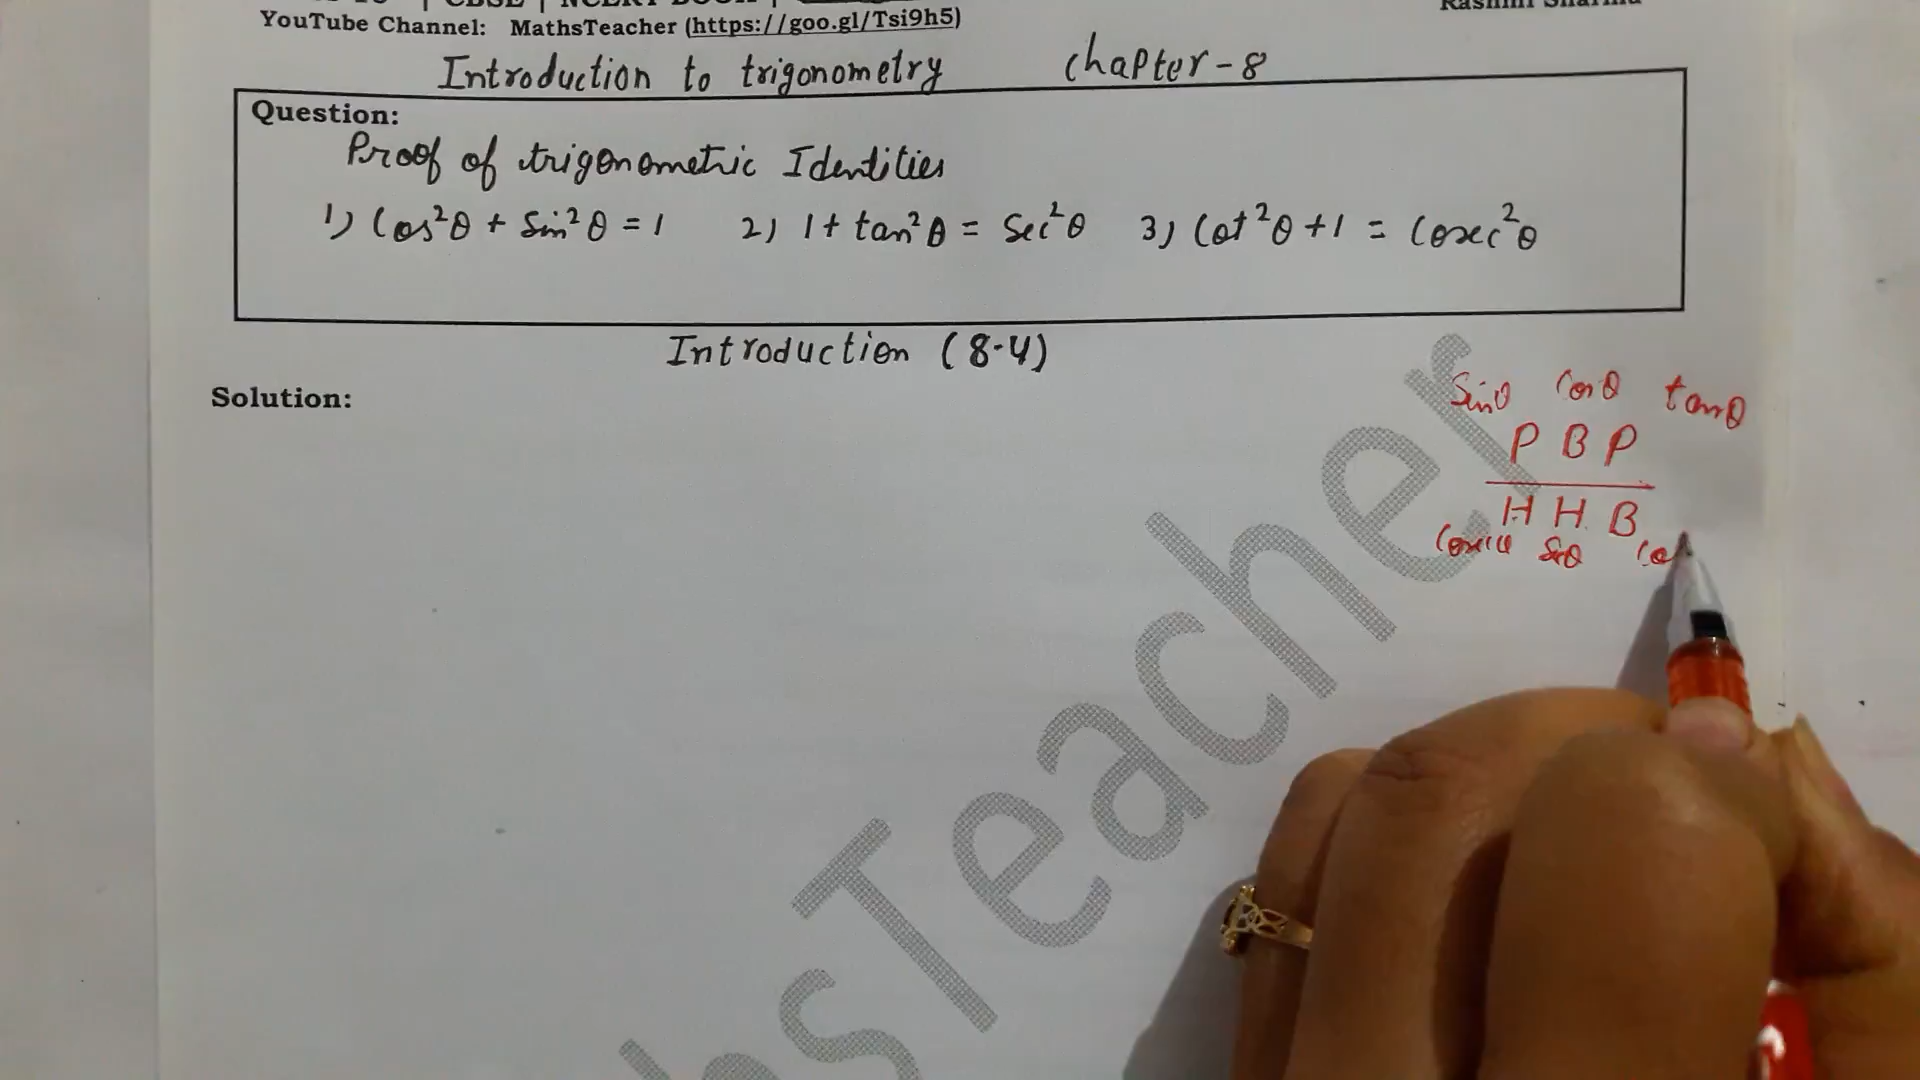 YouTube Channel: MathsTeacher (https://goo.gl/Tsi9h5)
Introduction to trigonometry chapter-8
Question:
Proof of trigonometric Identities
1) Cos²θ + Sin²θ = 1 2) 1 + tan²θ = Sec²θ 3) Cot²θ + 1 = Cosec²θ
Introduction (8.4)
Solution:
Sinθ Cosθ tanθ
P B P
H H B
MathsTeacher